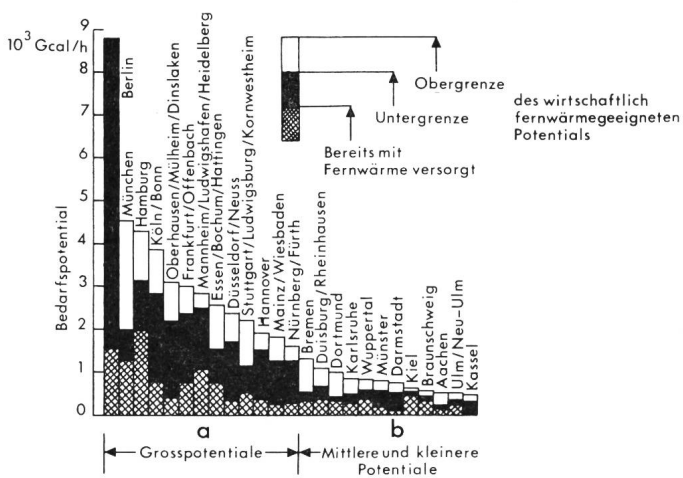 9
10³ Gcal/h
8
7
6
5
4
3
2
1
0
Bedarfspotential
Berlin
München
Hamburg
Köln/Bonn
Oberhausen/Mülheim/Dinslaken
Frankfurt/Offenbach
Mannheim/Ludwigshafen/Heidelberg
Essen/Bochum/Hattingen
Düsseldorf/Neuss
Stuttgart/Ludwigsburg/Kornwestheim
Hannover
Mainz/Wiesbaden
Nürnberg/Fürth
Bremen
Duisburg/Rheinhausen
Dortmund
Karlsruhe
Wuppertal
Münster
Darmstadt
Kiel
Braunschweig
Aachen
Ulm/Neu-Ulm
Kassel
Obergrenze
Untergrenze
Bereits mit
Fernwärme versorgt
des wirtschaftlich
fernwärmegeeigneten
Potentials
a
b
Grosspotentiale
Mittlere und kleinere
Potentiale